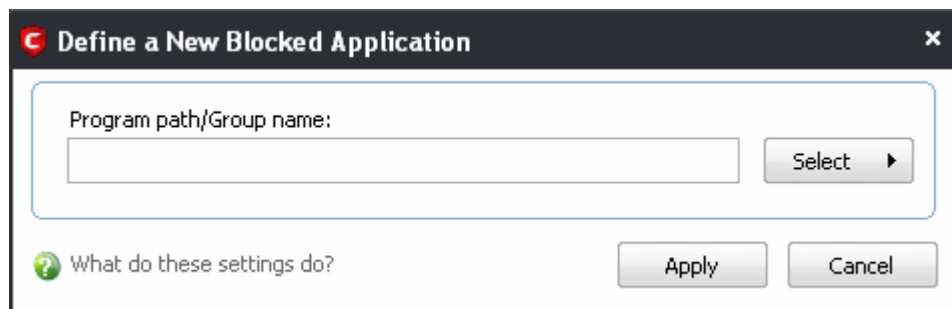 Define a New Blocked Application
Program path/Group name:
Select
What do these settings do?
Apply
Cancel